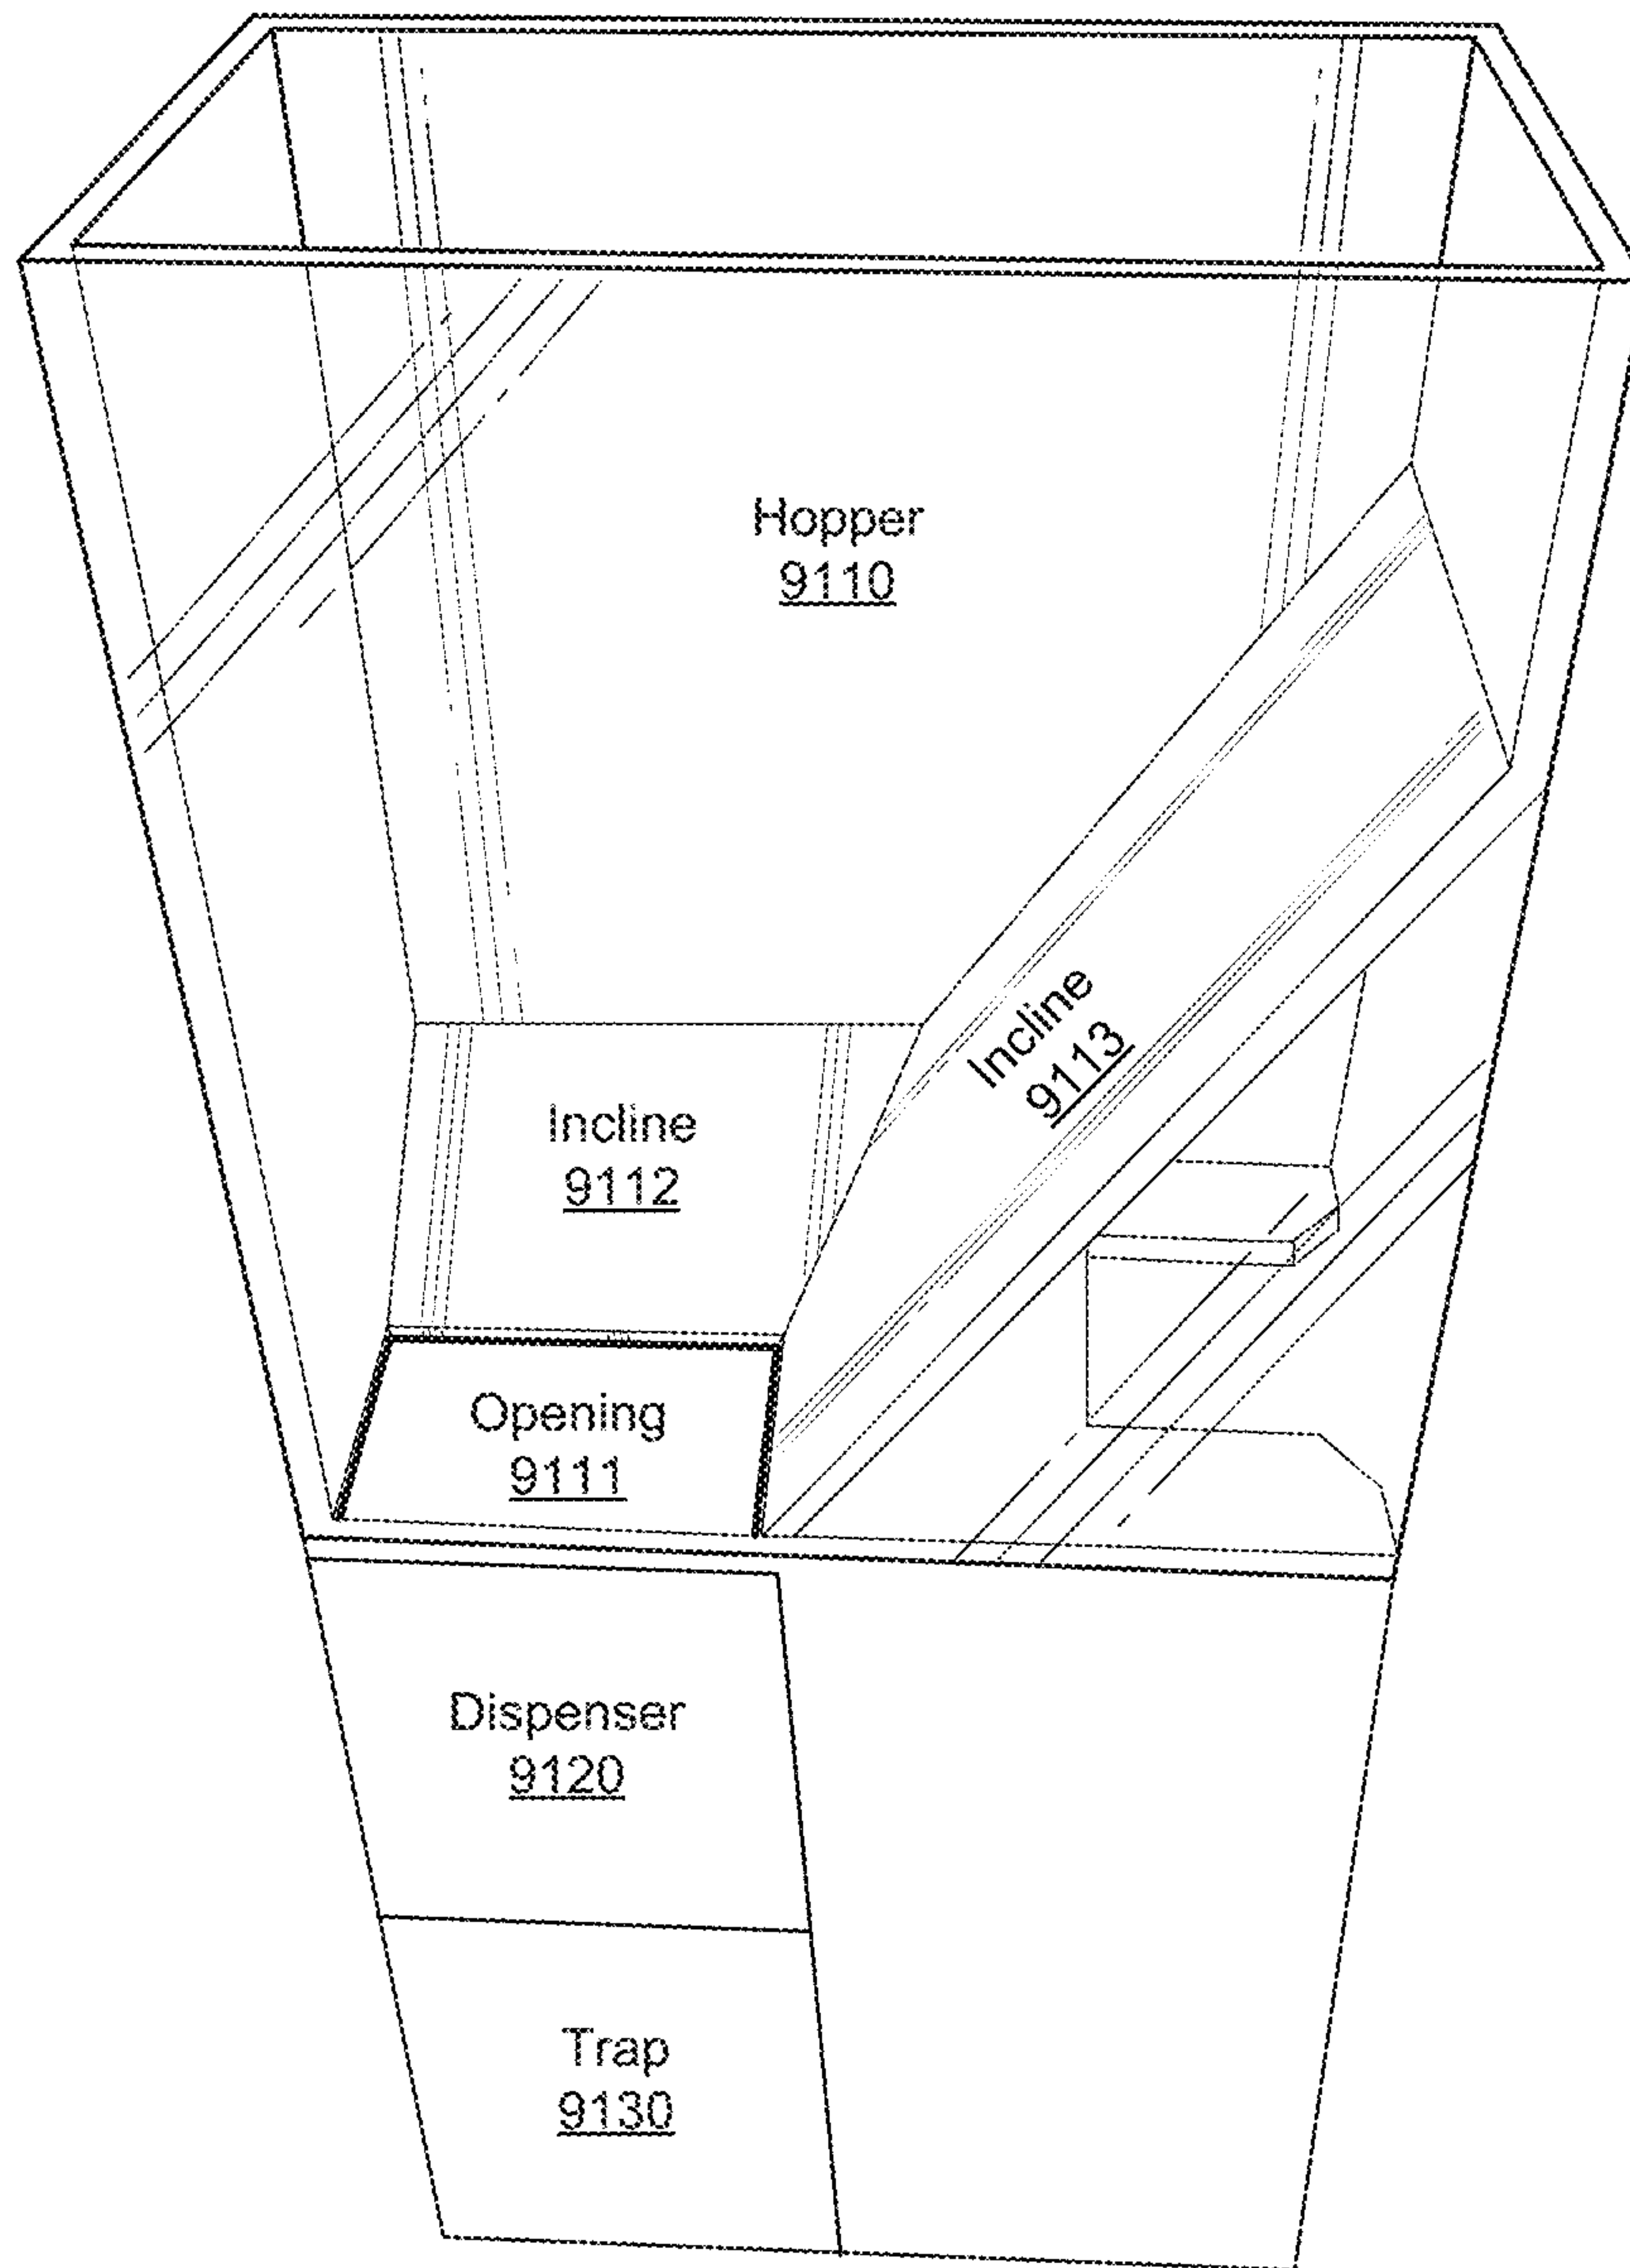 Hopper
9110
Incline
9113
Incline
9112
Opening
9111
Dispenser
9120
Trap
9130